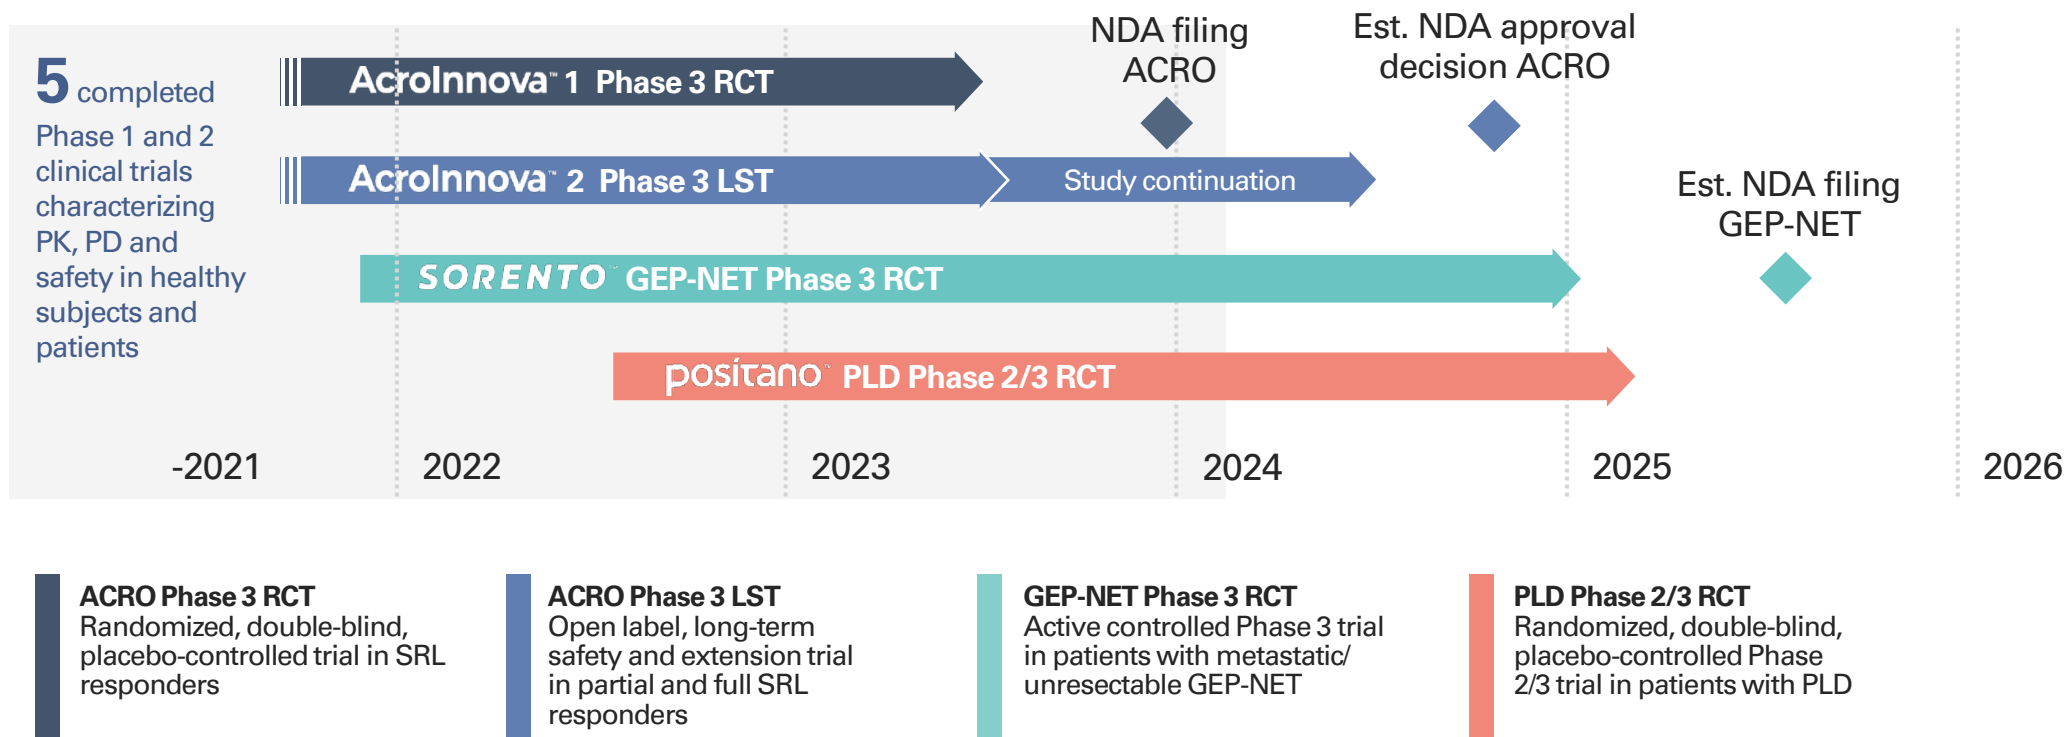 5 completed
Phase 1 and 2
clinical trials
characterizing
PK, PD and
safety in healthy
subjects and
patients
AcroInnova™ 1 Phase 3 RCT
NDA filing
ACRO
Est. NDA approval
decision ACRO
AcroInnova™ 2 Phase 3 LST
Study continuation
Est. NDA filing
GEP-NET
SORENTO™ GEP-NET Phase 3 RCT
positano™ PLD Phase 2/3 RCT
-2021
2022
2023
2024
2025
2026
ACRO Phase 3 RCT
Randomized, double-blind,
placebo-controlled trial in SRL
responders
ACRO Phase 3 LST
Open label, long-term
safety and extension trial
in partial and full SRL
responders
GEP-NET Phase 3 RCT
Active controlled Phase 3 trial
in patients with metastatic/
unresectable GEP-NET
PLD Phase 2/3 RCT
Randomized, double-blind,
placebo-controlled Phase
2/3 trial in patients with PLD